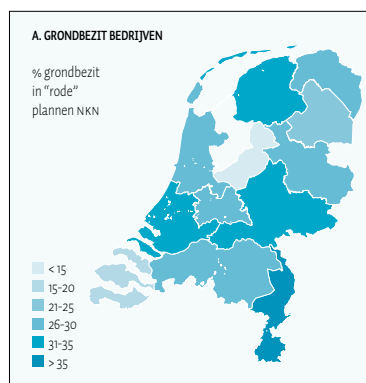 A. GRONDBEZIT BEDRIJVEN
% grondbezit
in “rode”
plannen NKN
< 15
15-20
21-25
26-30
31-35
> 35